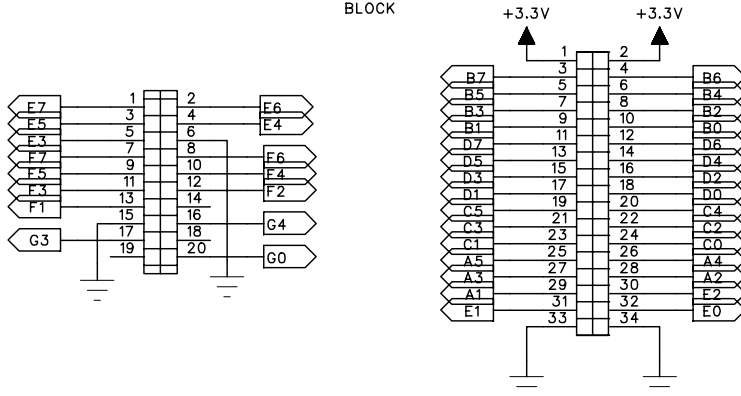 BLOCK
+3.3V +3.3V
E7 1 2 E6
E5 3 4 E4
E3 5 6
F7 7 8 F6
F5 9 10 F4
F3 11 12 F2
F1 13 14
15 16 G4
G3 17 18
19 20 G0
1 2
B7 3 4 B6
B5 5 6 B4
B3 7 8 B2
B1 9 10 B0
D7 11 12 D6
D5 13 14 D4
D3 15 16 D2
D1 17 18 D0
C5 19 20 C4
C3 21 22 C2
C1 23 24 C0
A5 25 26 A4
A3 27 28 A2
A1 29 30 E2
E1 31 32 E0
33 34